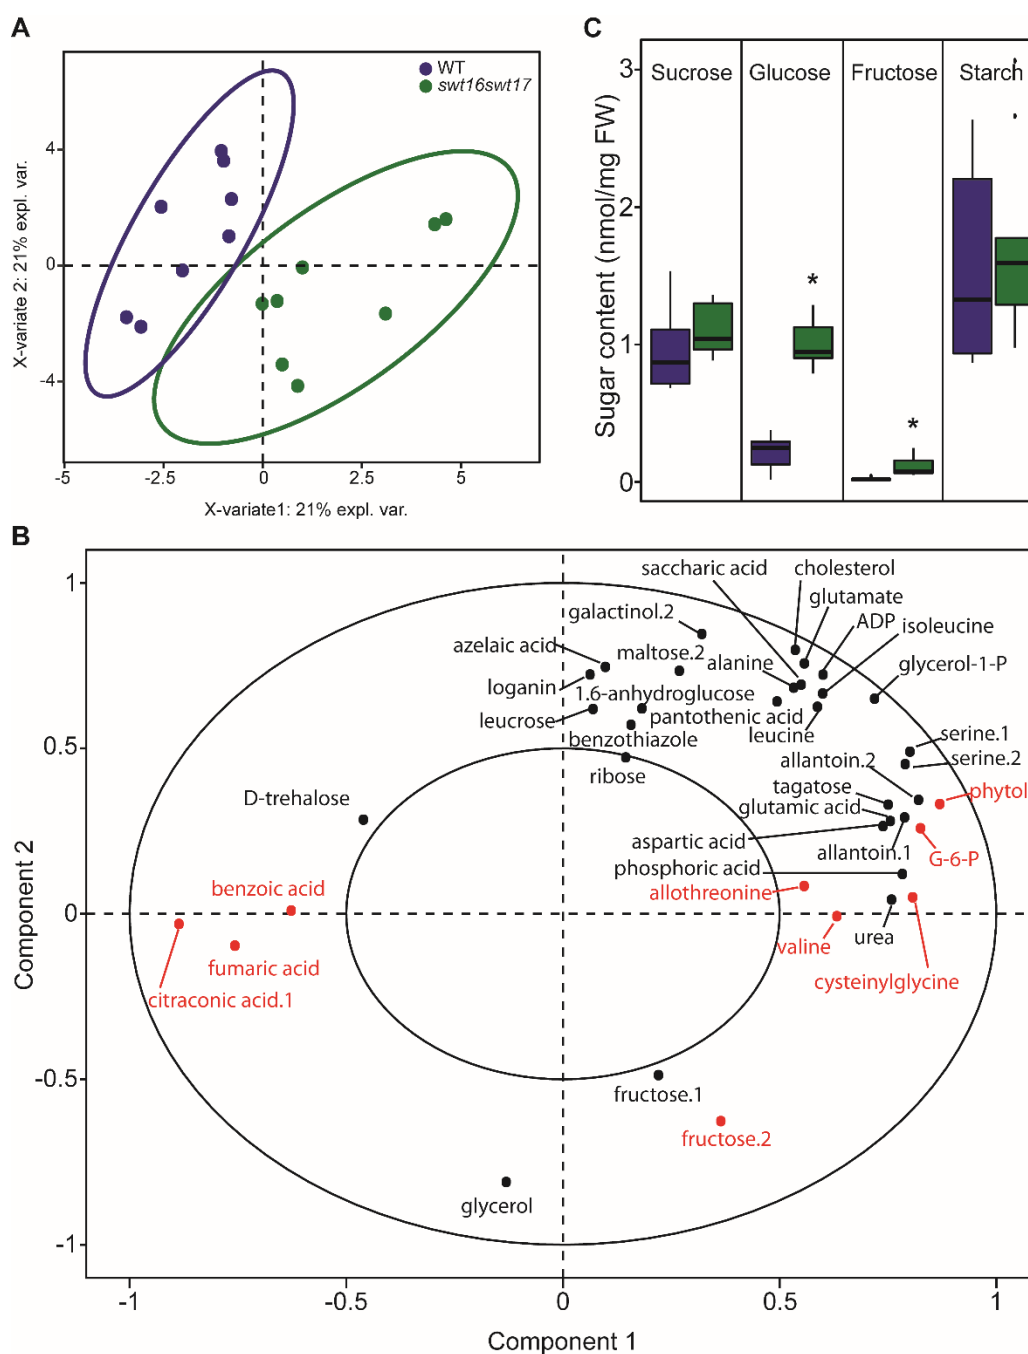 A
WT
swt16swt17
4
0
-4
-5
-2.5
0
2.5
5
X-variate 2: 21% expl. var.
X-variate1: 21% expl. var.
C
Sucrose
Glucose
Fructose
Starch
3
2
1
0
*
*
Sugar content (nmol/mg FW)
B
saccharic acid
cholesterol
glutamate
ADP
isoleucine
galactinol.2
azelaic acid
maltose.2
alanine
glycerol-1-P
loganin
1.6-anhydroglucose
leucrose
pantothenic acid
leucine
benzothiazole
serine.1
serine.2
ribose
allantoin.2
tagatose
phytol
D-trehalose
glutamic acid
aspartic acid
allantoin.1
G-6-P
phosphoric acid
benzoic acid
allothreonine
urea
valine
fumaric acid
cysteinylglycine
citraconic acid.1
fructose.1
fructose.2
glycerol
1
0.5
0
-0.5
-1
-1
-0.5
0
0.5
1
Component 2
Component 1